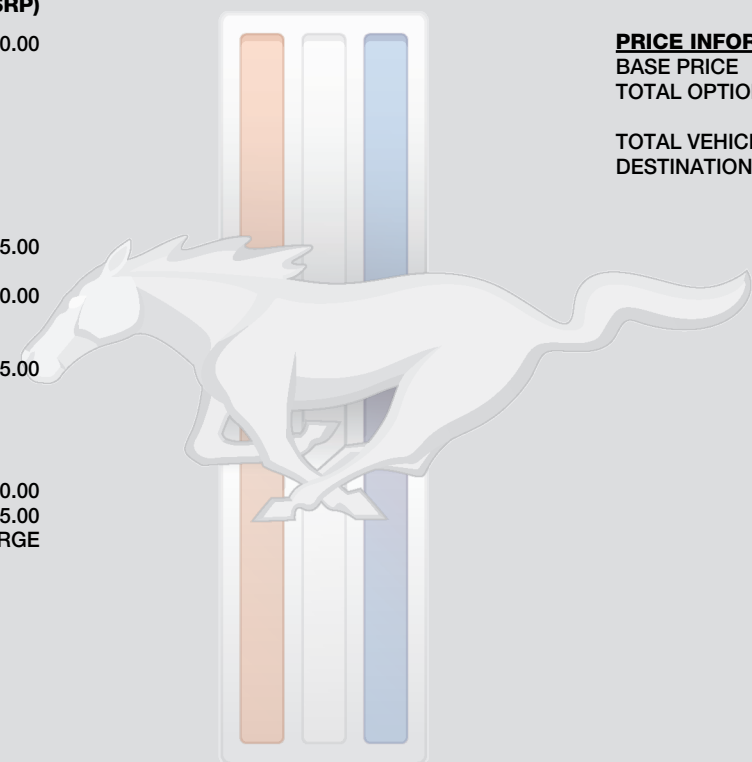 SRP)
0.00
5.00
0.00
5.00
0.00
5.00
RGE
PRICE INFOR
BASE PRICE
TOTAL OPTION
TOTAL VEHICL
DESTINATION